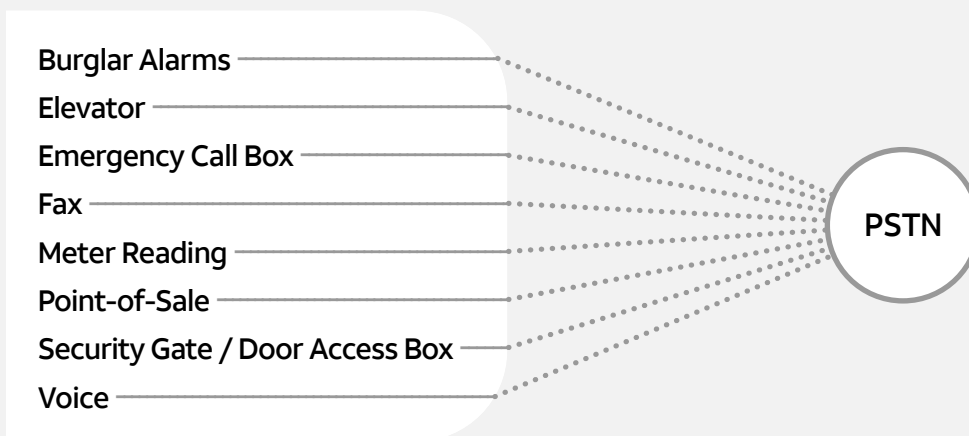 Burglar Alarms
Elevator
Emergency Call Box
Fax
Meter Reading
Point-of-Sale
Security Gate / Door Access Box
Voice
PSTN